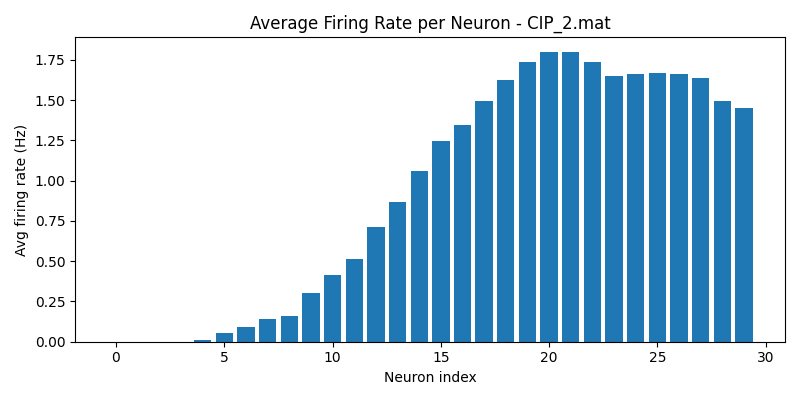 Average Firing Rate per Neuron - CIP_2.mat
Avg firing rate (Hz)
1.75
1.50
1.25
1.00
0.75
0.50
0.25
0.00
0 5 10 15 20 25 30
Neuron index